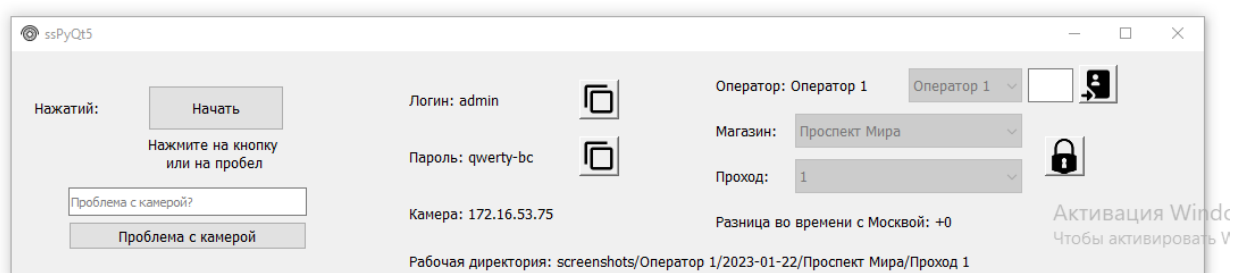 ssPyQt5
Нажатий:
Начать
Нажмите на кнопку
или на пробел
Проблема с камерой?
Проблема с камерой
Логин: admin
Пароль: qwerty-bc
Камера: 172.16.53.75
Оператор: Оператор 1
Оператор 1
Магазин:
Проспект Мира
Проход:
1
Разница во времени с Москвой: +0
Рабочая директория: screenshots/Оператор 1/2023-01-22/Проспект Мира/Проход 1
Активация Windo
Чтобы активировать